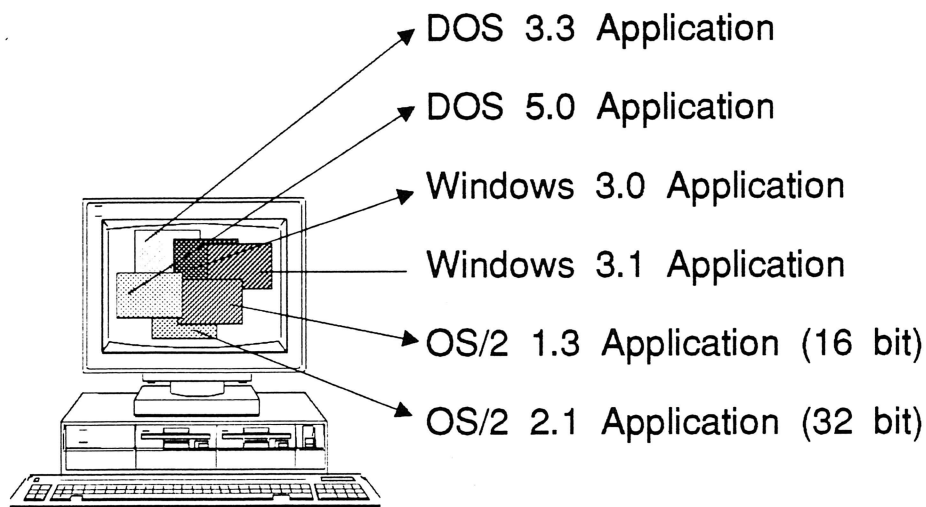 DOS 3.3 Application
DOS 5.0 Application
Windows 3.0 Application
Windows 3.1 Application
OS/2 1.3 Application (16 bit)
OS/2 2.1 Application (32 bit)